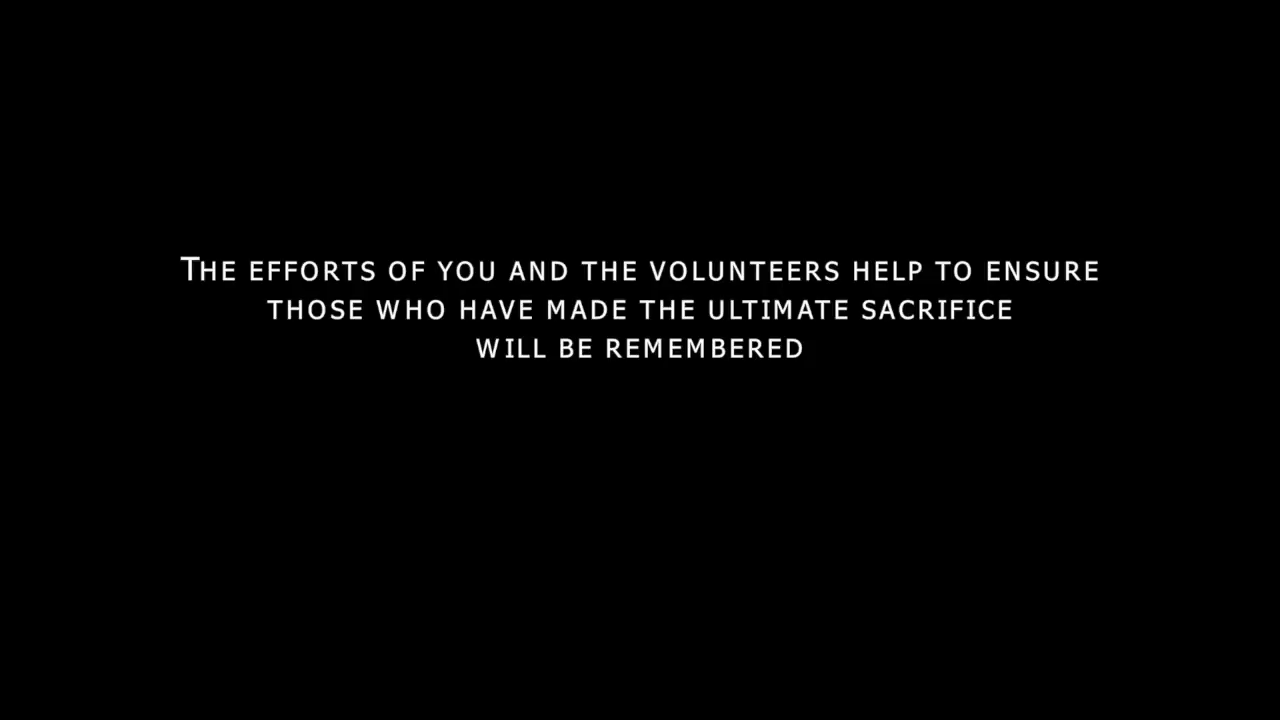 THE EFFORTS OF YOU AND THE VOLUNTEERS HELP TO ENSURE
THOSE WHO HAVE MADE THE ULTIMATE SACRIFICE
WILL BE REMEMBERED